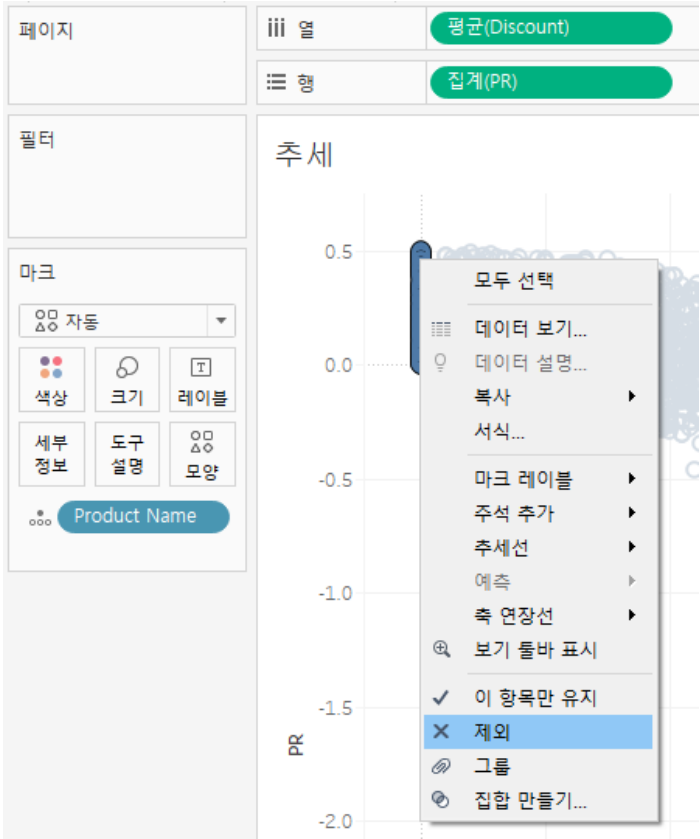 페이지
iii 열
평균(Discount)
행
집계(PR)
필터
추세
마크
자동
색상
크기
레이블
세부
정보
도구
설명
모양
Product Name
0.5
0.0
-0.5
-1.0
-1.5
-2.0
PR
모두 선택
데이터 보기...
데이터 설명...
복사
서식...
마크 레이블
주석 추가
추세선
예측
축 연장선
보기 툴바 표시
이 항목만 유지
제외
그룹
집합 만들기...